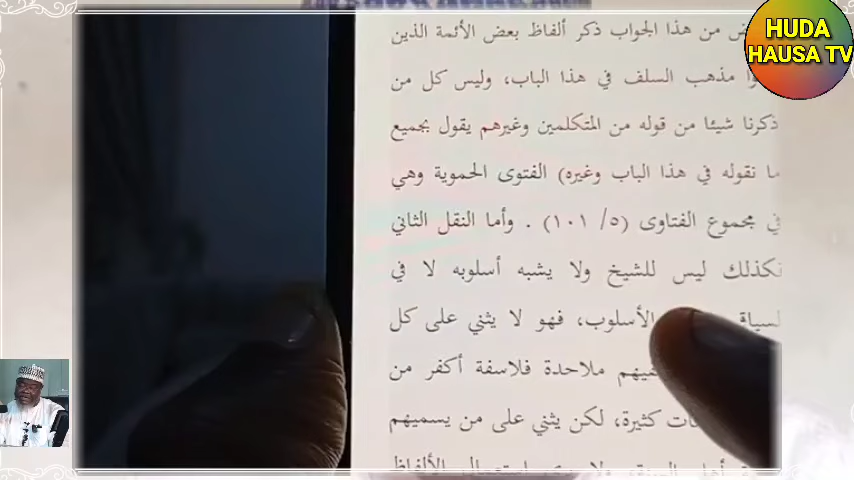 HUDA
HAUSA TV
من هذا الجواب ذكر ألفاظ بعض الأئمة الذين
مذهب السلف في هذا الباب، وليس كل من
ذكرنا شيئا من قوله من المتكلمين وغيرهم يقول بجميع
ما نقوله في هذا الباب وغيره) الفتوى الحموية وهي
في مجموع الفتاوى (٥/ ١٠١) . وأما النقل الثاني
فكذلك ليس للشيخ ولا يشبه أسلوبه لا في
الأسلوب، فهو لا يثني على كل
ملاحدة فلاسفة أكفر من
كثيرة، لكن يثني على من يسميهم